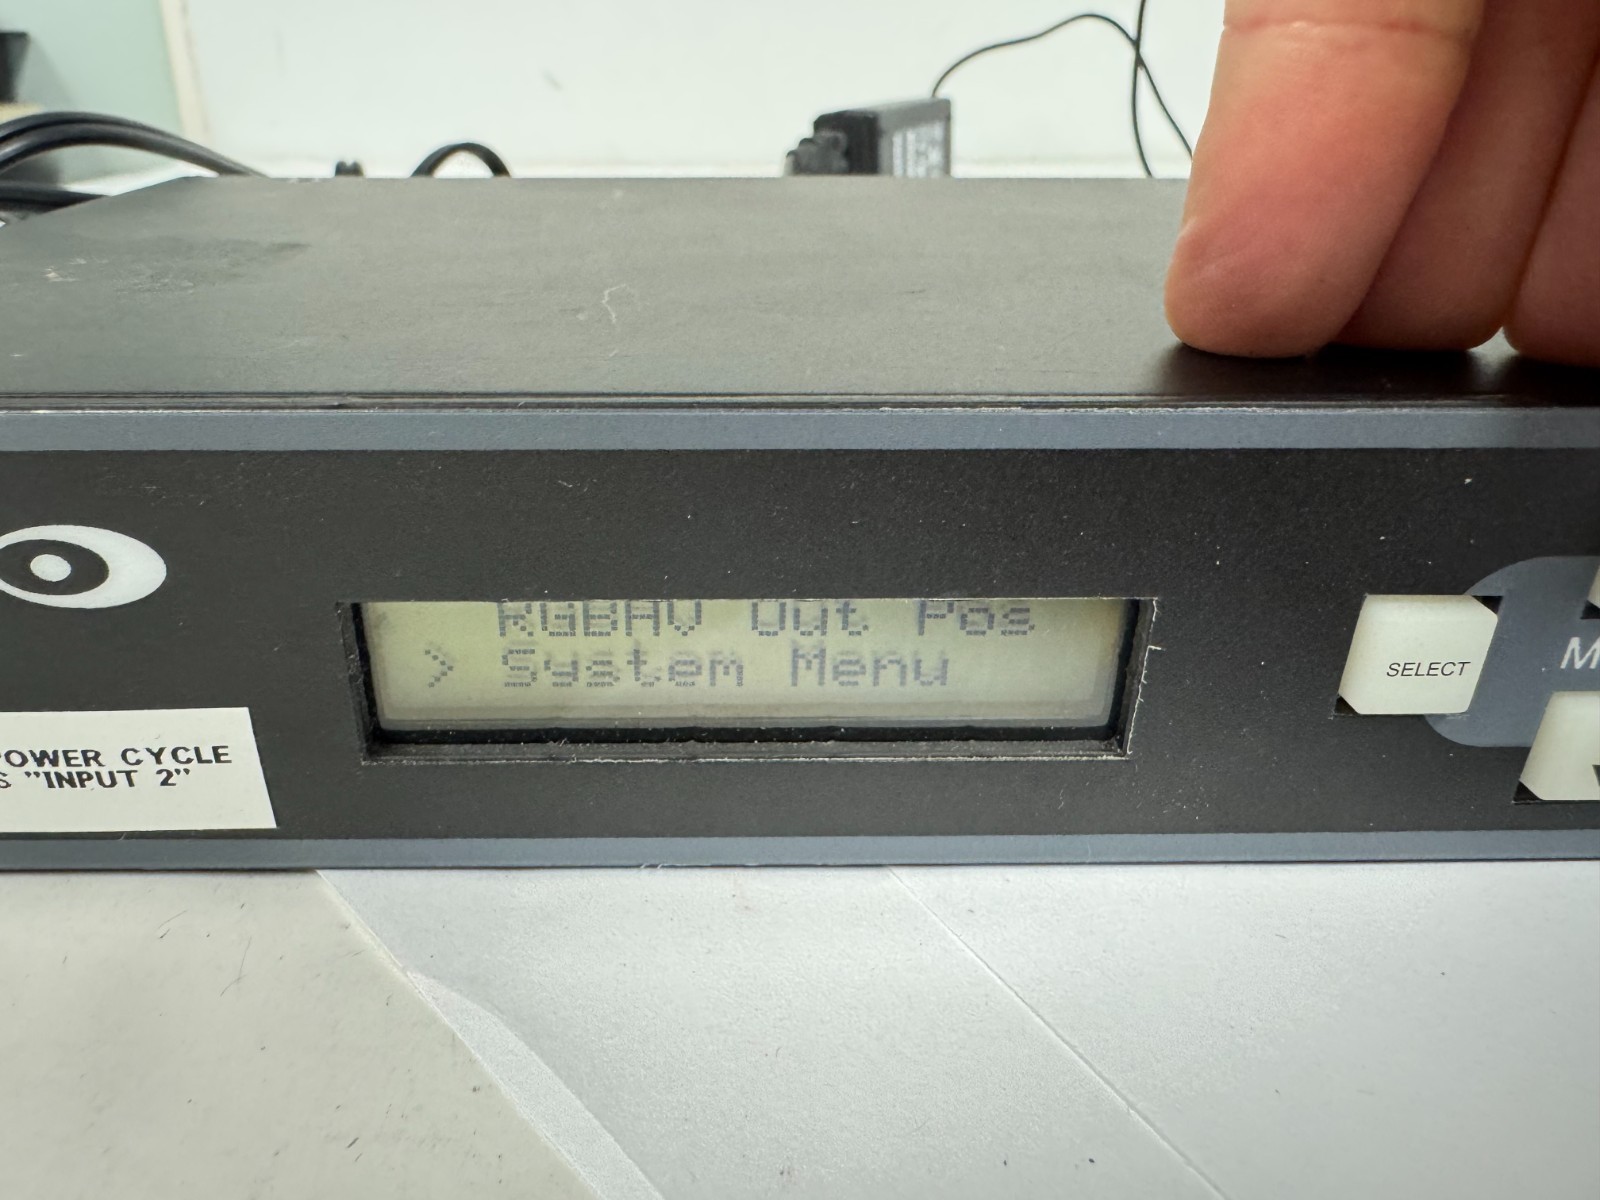 RGBAV Out Pos
> System Menu
POWER CYCLE
"INPUT 2"
SELECT